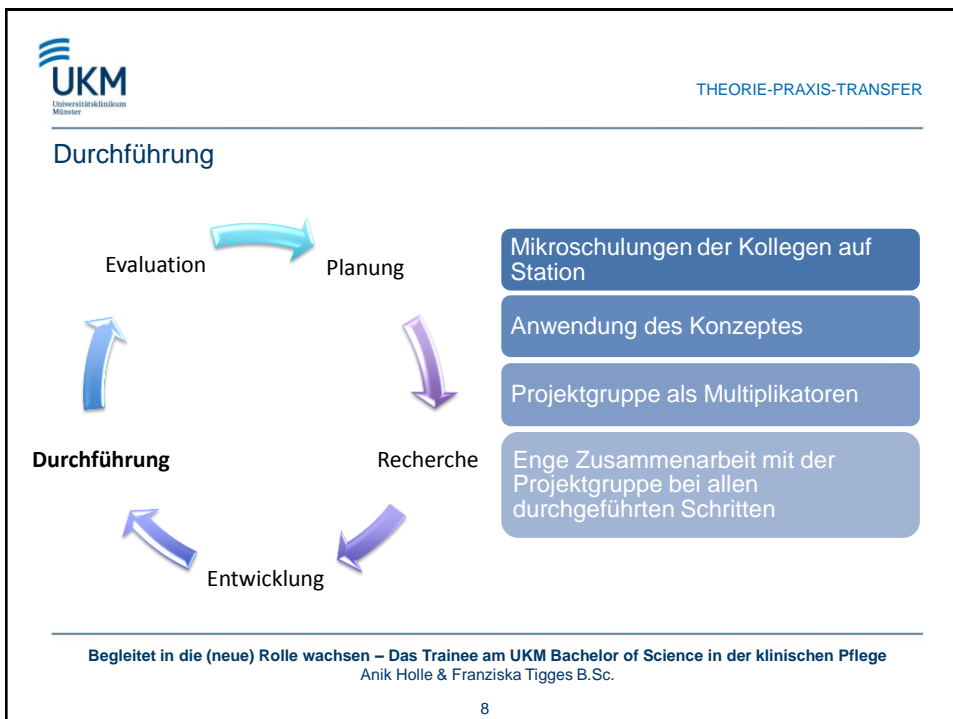 UKM
Universitätsklinikum
Münster
THEORIE-PRAXIS-TRANSFER
Durchführung
Evaluation
Planung
Recherche
Entwicklung
Durchführung
Mikroschulungen der Kollegen auf
Station
Anwendung des Konzeptes
Projektgruppe als Multiplikatoren
Enge Zusammenarbeit mit der
Projektgruppe bei allen
durchgeführten Schritten
Begleitet in die (neue) Rolle wachsen – Das Trainee am UKM Bachelor of Science in der klinischen Pflege
Anik Holle & Franziska Tigges B.Sc.
8